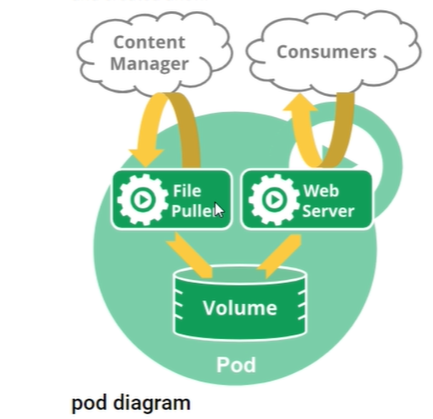 Content
Manager
Consumers
File
Puller
Web
Server
Volume
Pod
pod diagram